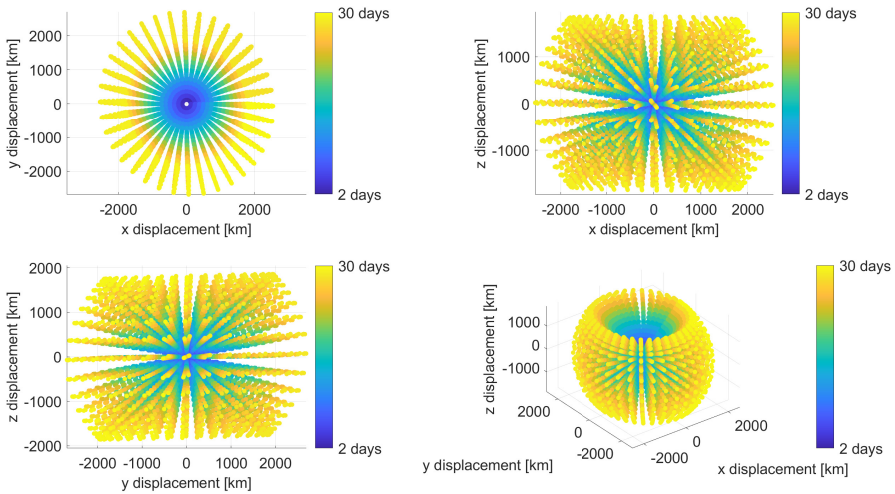 30 days
2000
1000
0
-1000
-2000
y displacement [km]
-2000
0
2000
x displacement [km]
2 days
30 days
1000
0
-1000
z displacement [km]
-2000
-1000
0
1000
2000
x displacement [km]
2 days
30 days
2000
1000
0
-1000
-2000
z displacement [km]
-2000
-1000
0
1000
2000
y displacement [km]
2 days
30 days
1000
0
-1000
z displacement [km]
2000
0
-2000
y displacement [km]
-2000
0
2000
x displacement [km]
2 days